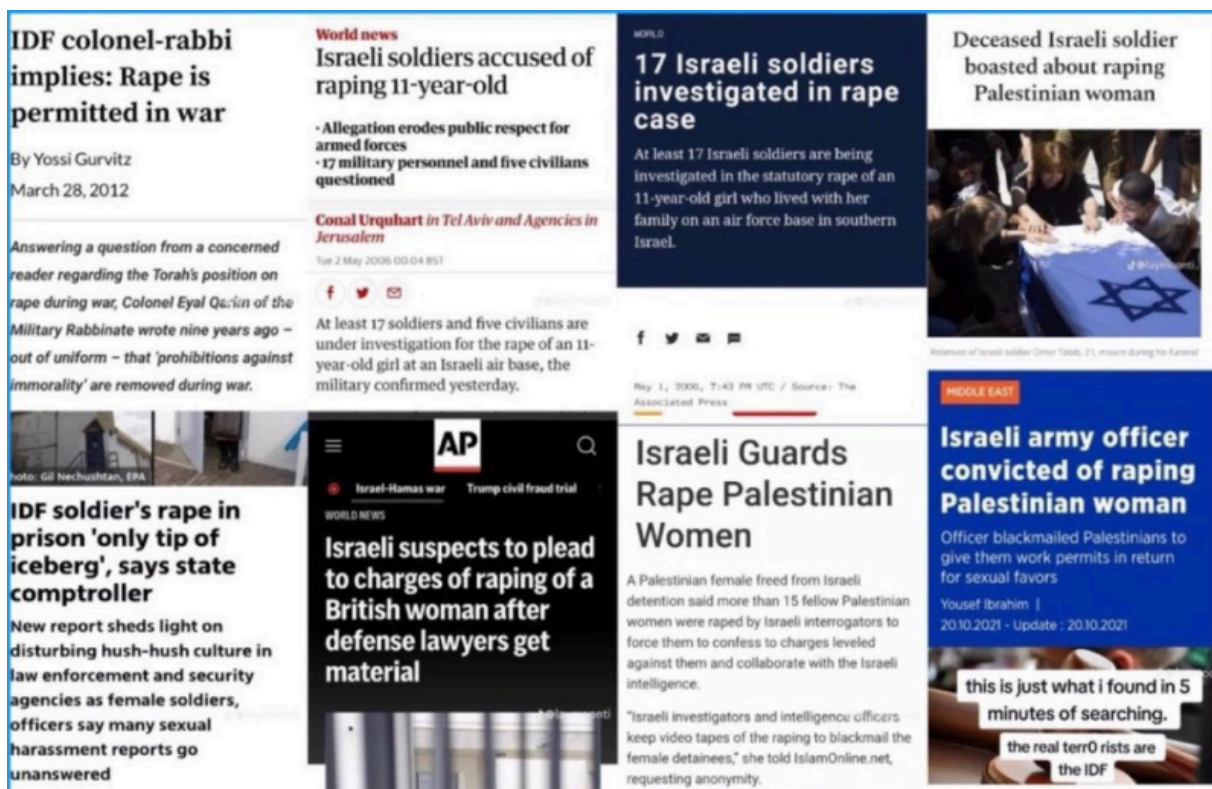 IDF colonel-rabbi
implies: Rape is
permitted in war
By Yossi Gurvitz
March 28, 2012
Answering a question from a concerned
reader regarding the Torah's position on
rape during war, Colonel Eyal Qarim of the
Military Rabbinate wrote nine years ago –
out of uniform – that 'prohibitions against
immorality' are removed during war.
hoto: Gil Nechushtan, EPA
IDF soldier's rape in
prison 'only tip of
iceberg', says state
comptroller
New report sheds light on
disturbing hush-hush culture in
law enforcement and security
agencies as female soldiers,
officers say many sexual
harassment reports go
unanswered
World news
Israeli soldiers accused of
raping 11-year-old
· Allegation erodes public respect for
armed forces
· 17 military personnel and five civilians
questioned
Conal Urquhart in Tel Aviv and Agencies in
Jerusalem
Tue 2 May 2006 00.04 BST
At least 17 soldiers and five civilians are
under investigation for the rape of an 11-
year-old girl at an Israeli air base, the
military confirmed yesterday.
AP
Israel-Hamas war Trump civil fraud trial
WORLD NEWS
Israeli suspects to plead
to charges of raping of a
British woman after
defense lawyers get
material
WORLD
17 Israeli soldiers
investigated in rape
case
At least 17 Israeli soldiers are being
investigated in the statutory rape of an
11-year-old girl who lived with her
family on an air force base in southern
Israel.
May 1, 2006, 7:43 PM UTC / Source: The
Associated Press
Israeli Guards
Rape Palestinian
Women
A Palestinian female freed from Israeli
detention said more than 15 fellow Palestinian
women were raped by Israeli interrogators to
force them to confess to charges leveled
against them and collaborate with the Israeli
intelligence.
"Israeli investigators and intelligence officers
keep video tapes of the raping to blackmail the
female detainees," she told IslamOnline.net,
requesting anonymity.
Deceased Israeli soldier
boasted about raping
Palestinian woman
Relatives of Israeli soldier Omer Tabib, 21, mourn during his funeral
MIDDLE EAST
Israeli army officer
convicted of raping
Palestinian woman
Officer blackmailed Palestinians to
give them work permits in return
for sexual favors
Yousef Ibrahim |
20.10.2021 - Update : 20.10.2021
this is just what i found in 5
minutes of searching.
the real terr0 rists are
the IDF